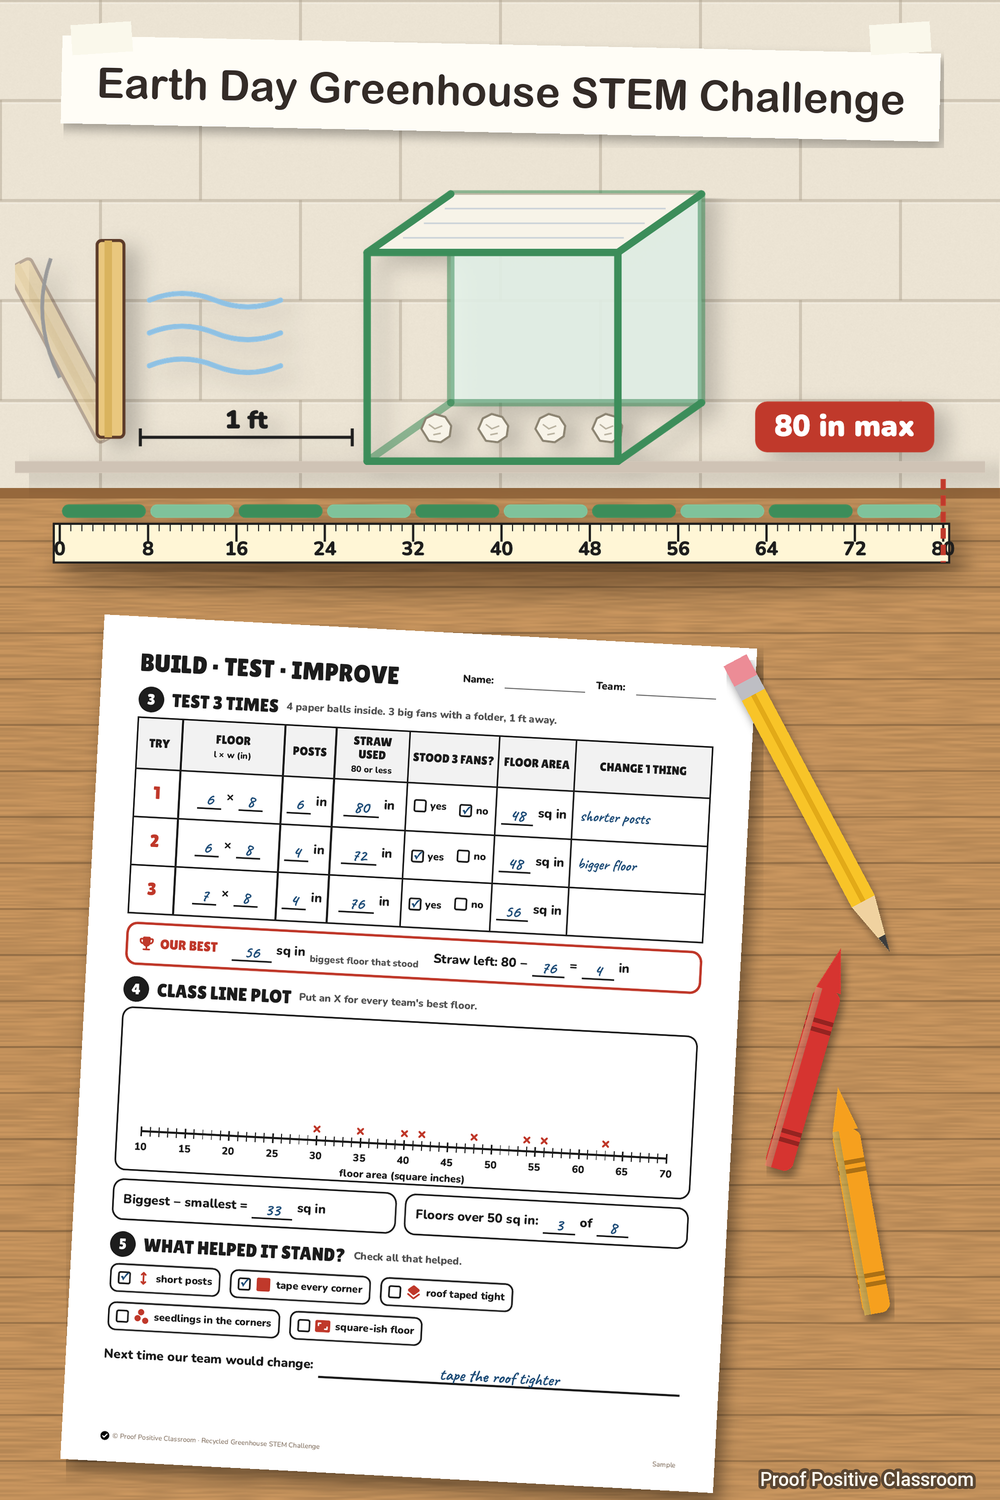 Earth Day Greenhouse STEM Challenge
1 ft
80 in max
0 8 16 24 32 40 48 56 64 72 80
BUILD · TEST · IMPROVE
Name: Team:
3 TEST 3 TIMES 4 paper balls inside. 3 big fans with a folder, 1 ft away.
TRY FLOOR l × w (in) POSTS STRAW USED 80 or less STOOD 3 FANS? FLOOR AREA CHANGE 1 THING
1 6 × 8 6 in 80 in yes no 48 sq in shorter posts
2 6 × 8 4 in 72 in yes no 48 sq in bigger floor
3 7 × 8 4 in 76 in yes no 56 sq in
OUR BEST 56 sq in biggest floor that stood Straw left: 80 – 76 = 4 in
4 CLASS LINE PLOT Put an X for every team's best floor.
10 15 20 25 30 35 40 45 50 55 60 65 70
floor area (square inches)
Biggest – smallest = 33 sq in
Floors over 50 sq in: 3 of 8
5 WHAT HELPED IT STAND? Check all that helped.
short posts tape every corner roof taped tight
seedlings in the corners square-ish floor
Next time our team would change: tape the roof tighter
© Proof Positive Classroom · Recycled Greenhouse STEM Challenge
Sample
Proof Positive Classroom